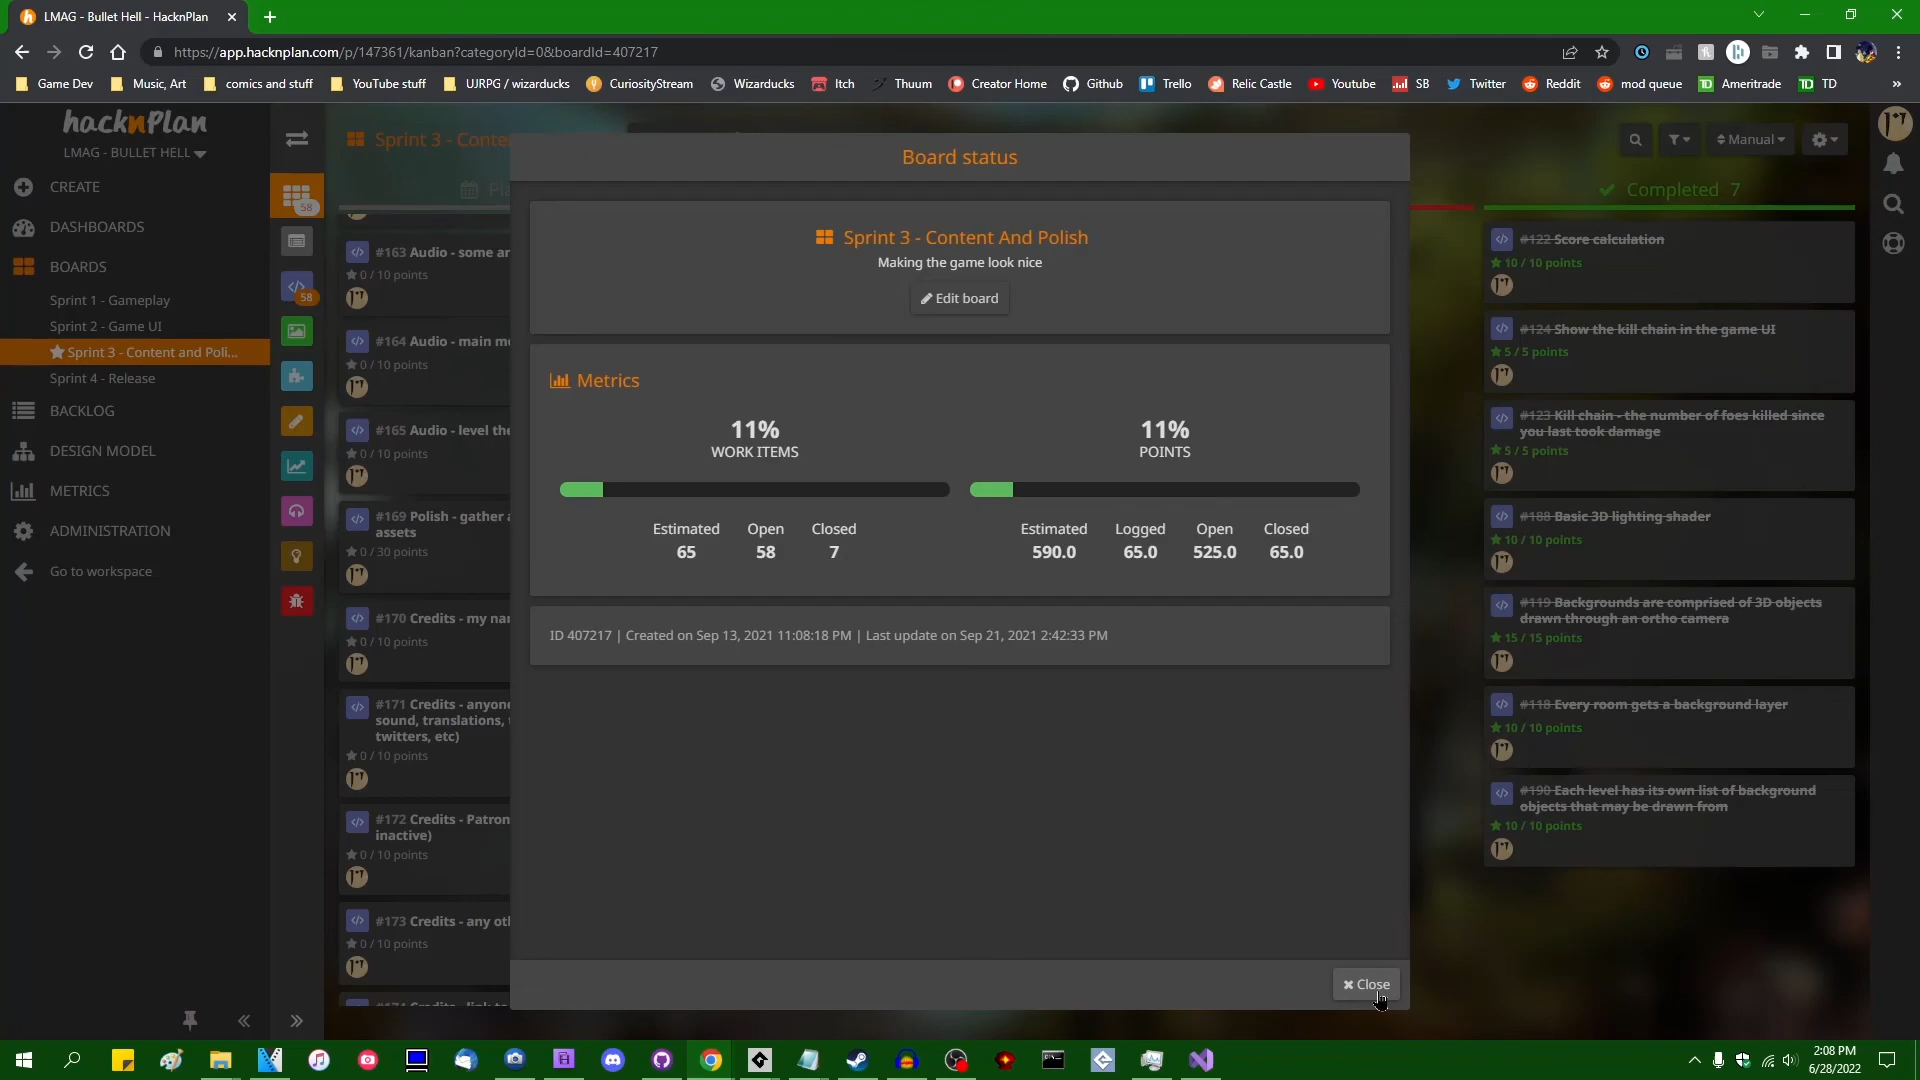 LMAG - Bullet Hell - HacknPlan
https://app.hacknplan.com/p/147361/kanban?categoryId=0&boardId=407217
Game Dev
Music, Art
comics and stuff
YouTube stuff
UJRPG / wizarducks
CuriosityStream
Wizarducks
Itch
Thuum
Creator Home
Github
Trello
Relic Castle
Youtube
SB
Twitter
Reddit
mod queue
Ameritrade
TD
hacknPlan
LMAG - BULLET HELL
CREATE
DASHBOARDS
BOARDS
Sprint 1 - Gameplay
Sprint 2 - Game UI
Sprint 3 - Content and Poli...
Sprint 4 - Release
BACKLOG
DESIGN MODEL
METRICS
ADMINISTRATION
Go to workspace
58
58
Sprint 3 - Conte
Pla
#163 Audio - some ar
0 / 10 points
#164 Audio - main m
0 / 10 points
#165 Audio - level the
0 / 10 points
#169 Polish - gather a
assets
0 / 30 points
#170 Credits - my nar
0 / 10 points
#171 Credits - anyone
sound, translations, t
twitters, etc)
0 / 10 points
#172 Credits - Patron
inactive)
0 / 10 points
#173 Credits - any oth
0 / 10 points
Board status
Sprint 3 - Content And Polish
Making the game look nice
Edit board
Metrics
11%
WORK ITEMS
Estimated Open Closed
65 58 7
11%
POINTS
Estimated Logged Open Closed
590.0 65.0 525.0 65.0
ID 407217 | Created on Sep 13, 2021 11:08:18 PM | Last update on Sep 21, 2021 2:42:33 PM
Close
Manual
Completed 7
#122 Score calculation
10 / 10 points
#124 Show the kill chain in the game UI
5 / 5 points
#123 Kill chain - the number of foes killed since
you last took damage
5 / 5 points
#188 Basic 3D lighting shader
10 / 10 points
#119 Backgrounds are comprised of 3D objects
drawn through an ortho camera
15 / 15 points
#118 Every room gets a background layer
10 / 10 points
#190 Each level has its own list of background
objects that may be drawn from
10 / 10 points
2:08 PM
6/28/2022